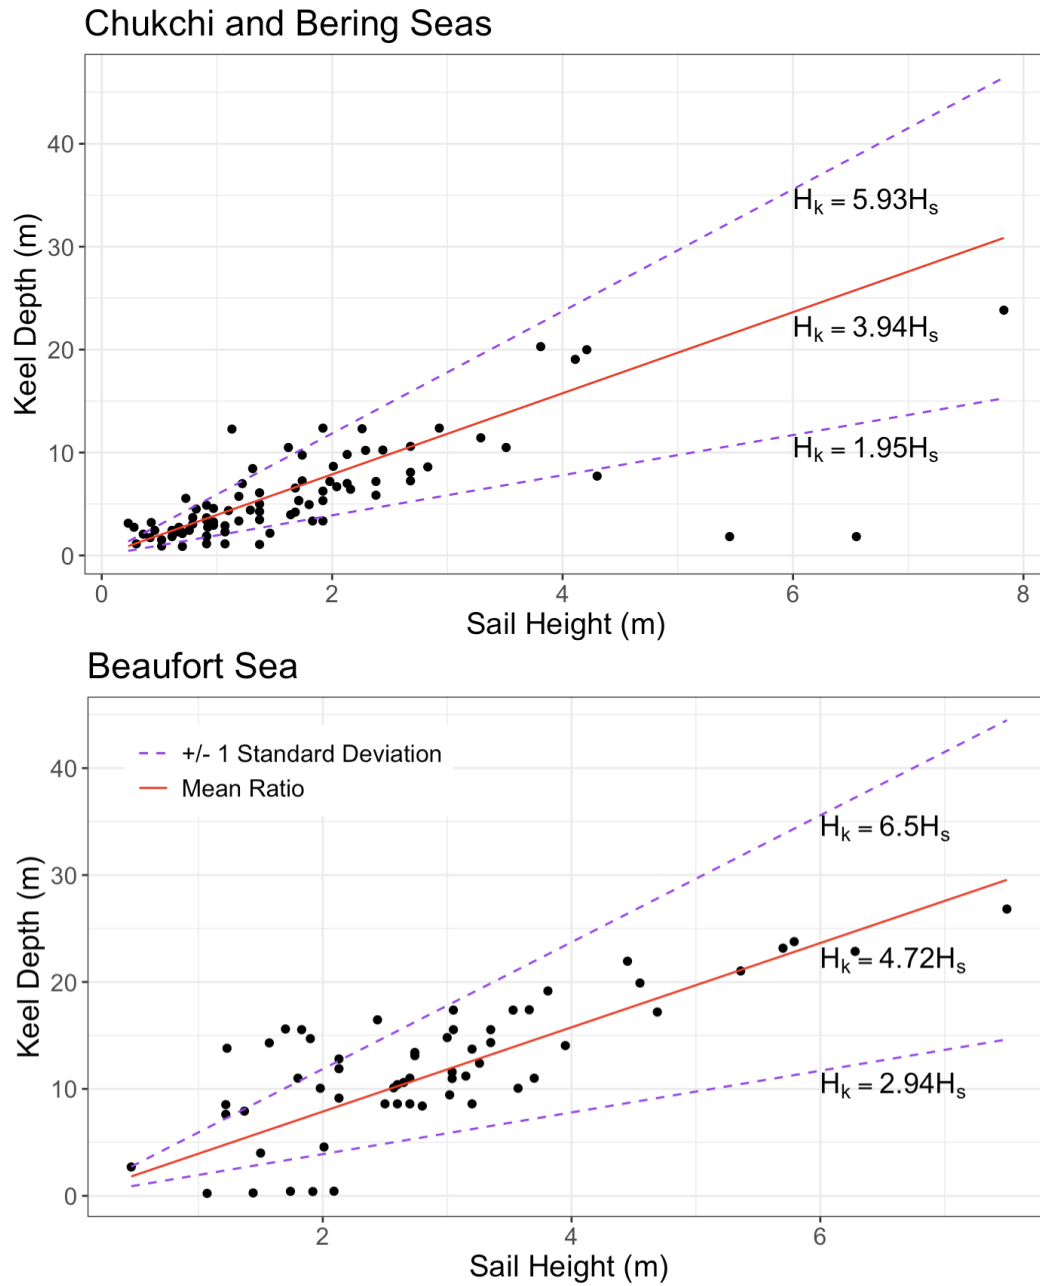 Chukchi and Bering Seas
40
30
20
10
0
Keel Depth (m)
Hk = 5.93Hs
Hk = 3.94Hs
Hk = 1.95Hs
0 2 4 6 8
Sail Height (m)
Beaufort Sea
+/- 1 Standard Deviation
Mean Ratio
40
30
20
10
0
Keel Depth (m)
Hk = 6.5Hs
Hk = 4.72Hs
Hk = 2.94Hs
2 4 6
Sail Height (m)